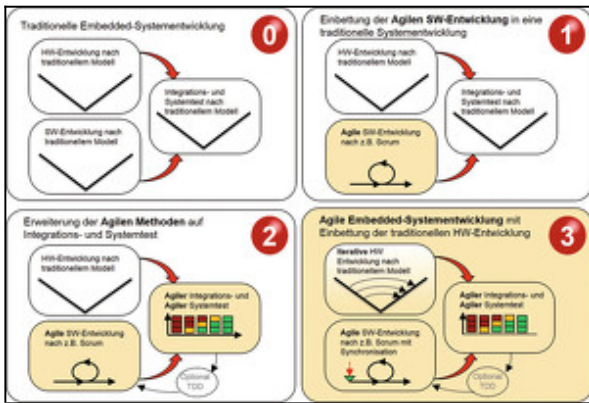 Traditionelle Embedded-Systementwicklung
0
HW-Entwicklung nach
traditionellem Modell
Integrations- und
Systemtest nach
traditionellem Modell
SW-Entwicklung nach
traditionellem Modell
Einbettung der Agilen SW-Entwicklung in eine
traditionelle Systementwicklung
1
HW-Entwicklung nach
traditionellem Modell
Integrations- und
Systemtest nach
traditionellem Modell
Agile SW-Entwicklung
nach z.B. Scrum
Erweiterung der Agilen Methoden auf
Integrations- und Systemtest
2
HW-Entwicklung nach
traditionellem Modell
Agiler Integrations- und
Agiler Systemtest
Agile SW-Entwicklung
nach z.B. Scrum
Optional
TDD
Agile Embedded-Systementwicklung mit
Einbettung der traditionellen HW-Entwicklung
3
Iterative HW
Entwicklung nach
traditionellem Modell
Agiler Integrations- und
Agiler Systemtest
Agile SW-Entwicklung
nach z.B. Scrum mit
Synchronisation
Optional
TDD